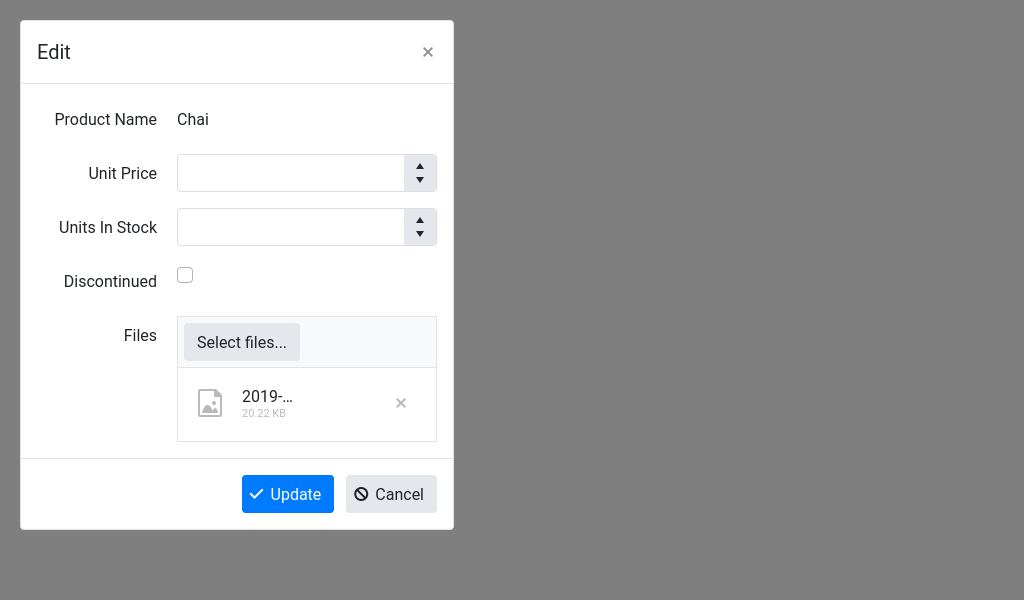 Edit
Product Name Chai
Unit Price
Units In Stock
Discontinued
Files Select files...
2019-...
20.22 KB
Update Cancel